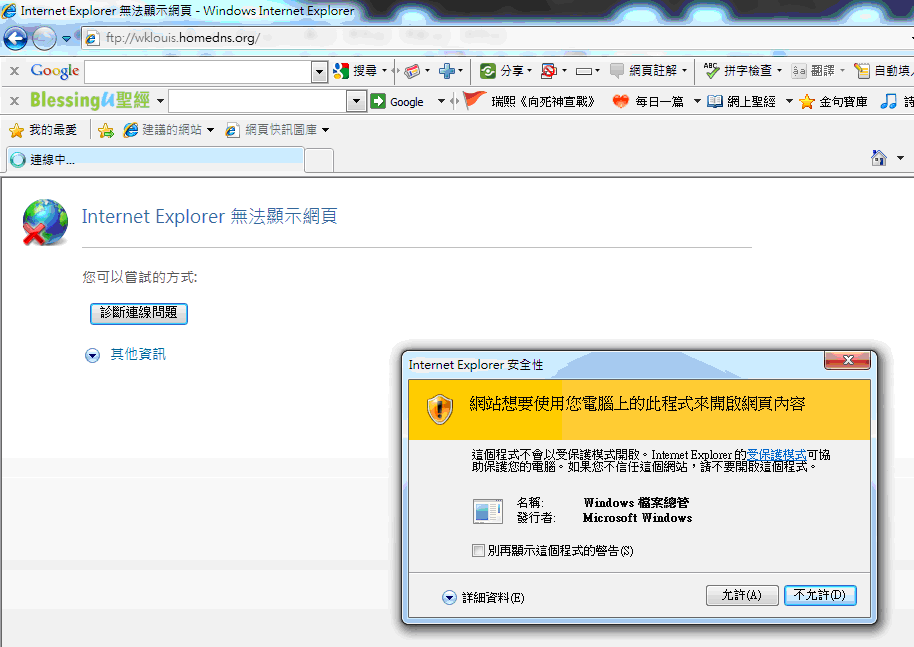 Internet Explorer 無法顯示網頁 - Windows Internet Explorer
ftp://wklouis.homedns.org/
x Google 搜尋 分享 網頁註解 ABC 拼字檢查 aあ 翻譯 自動填入
x BlessingU聖經 Google 瑞熙《向死神宣戰》 每日一篇 網上聖經 金句寶庫 詩
我的最愛 建議的網站 網頁快訊圖庫
連線中...
Internet Explorer 無法顯示網頁
您可以嘗試的方式:
診斷連線問題
其他資訊
Internet Explorer 安全性
網站想要使用您電腦上的此程式來開啟網頁內容
這個程式不會以受保護模式開啟。Internet Explorer 的受保護模式可協
助保護您的電腦。如果您不信任這個網站，請不要開啟這個程式。
名稱: Windows 檔案總管
發行者: Microsoft Windows
別再顯示這個程式的警告(S)
詳細資料(E) 允許(A) 不允許(D)